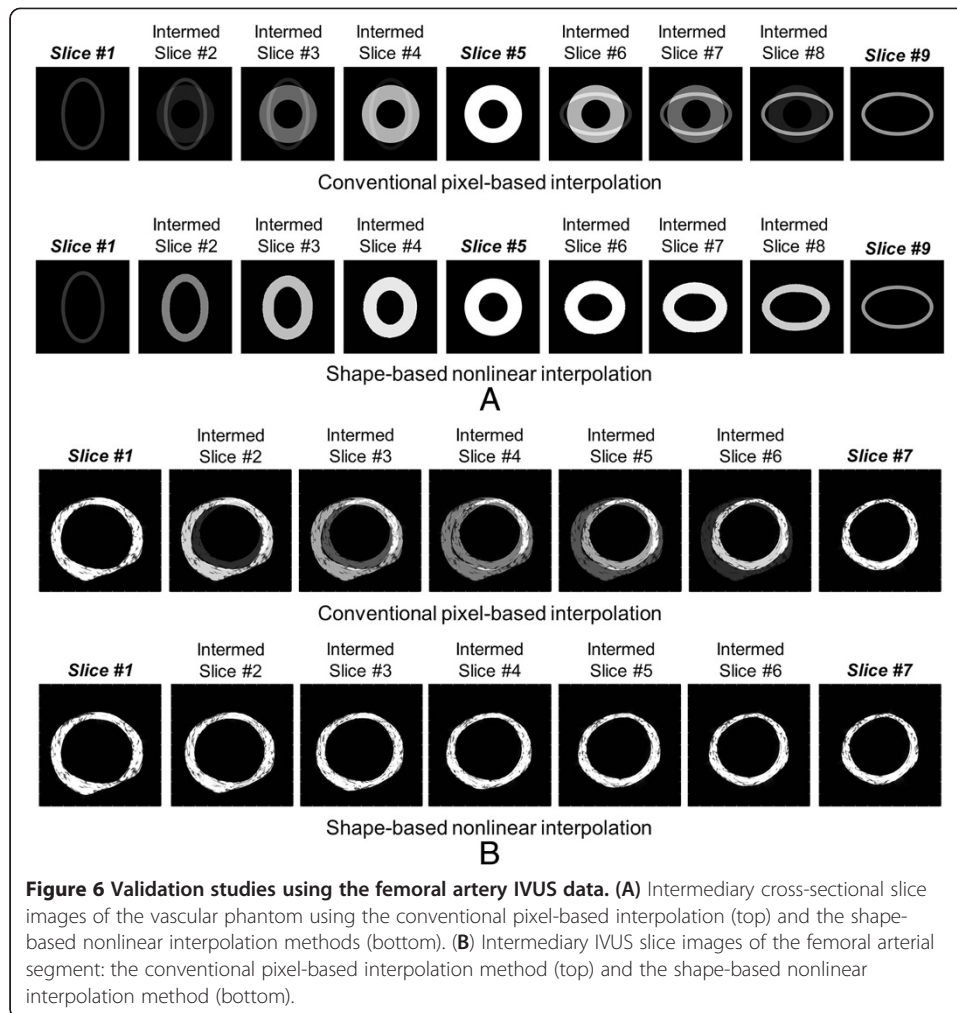 Slice #1 Intermed Slice #2 Intermed Slice #3 Intermed Slice #4 Slice #5 Intermed Slice #6 Intermed Slice #7 Intermed Slice #8 Slice #9
Conventional pixel-based interpolation
Slice #1 Intermed Slice #2 Intermed Slice #3 Intermed Slice #4 Slice #5 Intermed Slice #6 Intermed Slice #7 Intermed Slice #8 Slice #9
Shape-based nonlinear interpolation
A
Slice #1 Intermed Slice #2 Intermed Slice #3 Intermed Slice #4 Intermed Slice #5 Intermed Slice #6 Slice #7
Conventional pixel-based interpolation
Slice #1 Intermed Slice #2 Intermed Slice #3 Intermed Slice #4 Intermed Slice #5 Intermed Slice #6 Slice #7
Shape-based nonlinear interpolation
B
Figure 6 Validation studies using the femoral artery IVUS data. (A) Intermediary cross-sectional slice
images of the vascular phantom using the conventional pixel-based interpolation (top) and the shape-
based nonlinear interpolation methods (bottom). (B) Intermediary IVUS slice images of the femoral arterial
segment: the conventional pixel-based interpolation method (top) and the shape-based nonlinear
interpolation method (bottom).